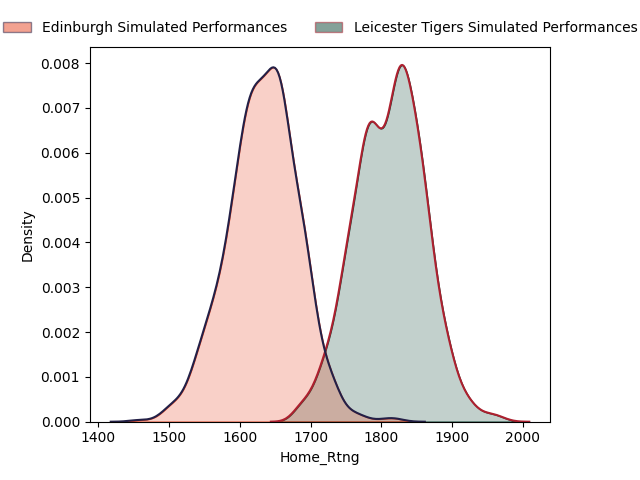 Edinburgh Simulated Performances Leicester Tigers Simulated Performances
0.008
0.007
0.006
0.005
0.004
0.003
0.002
0.001
0.000
Density
1400 1500 1600 1700 1800 1900 2000
Home_Rtng